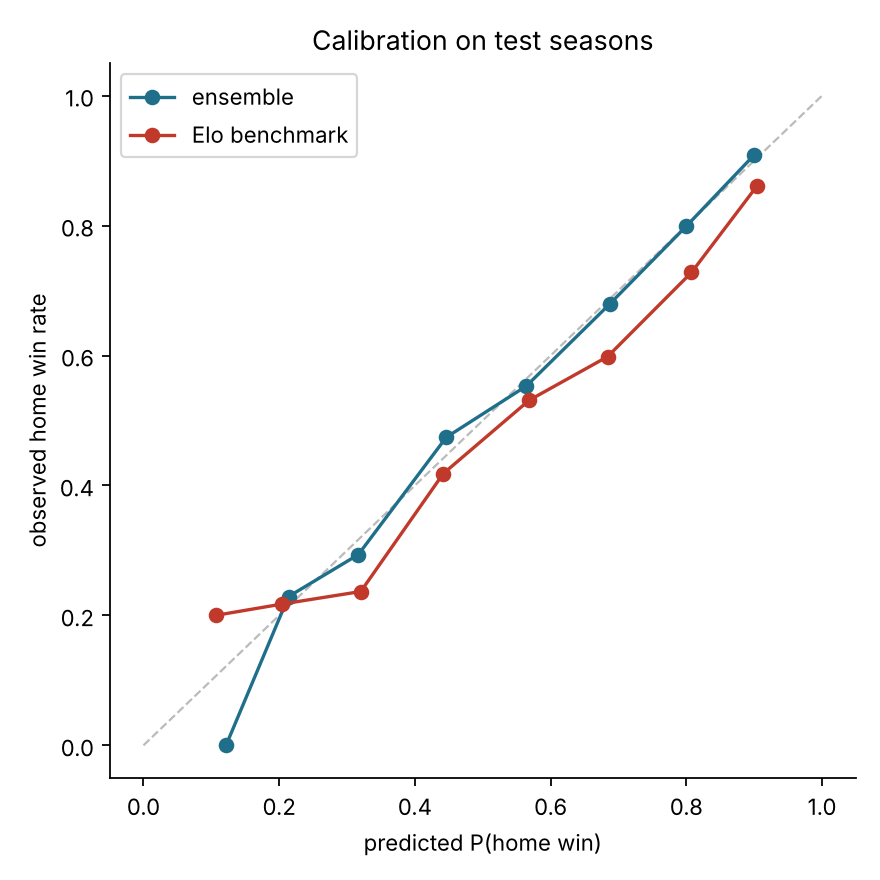 Calibration on test seasons
ensemble
Elo benchmark
observed home win rate
1.0
0.8
0.6
0.4
0.2
0.0
0.0 0.2 0.4 0.6 0.8 1.0
predicted P(home win)